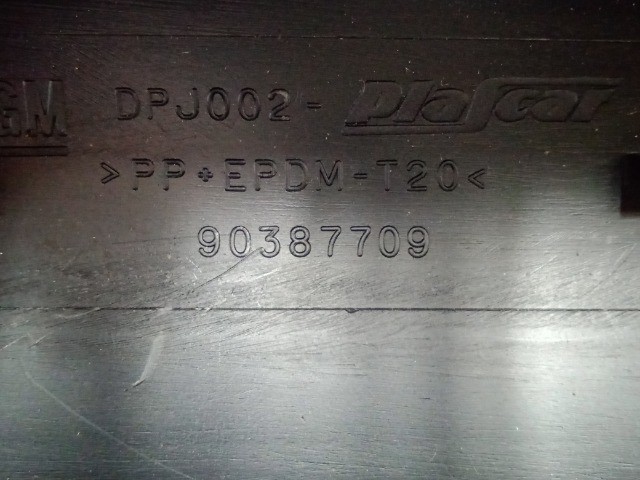 GM DPJ002- Plascar
>PP+EPDM-T20<
90387709